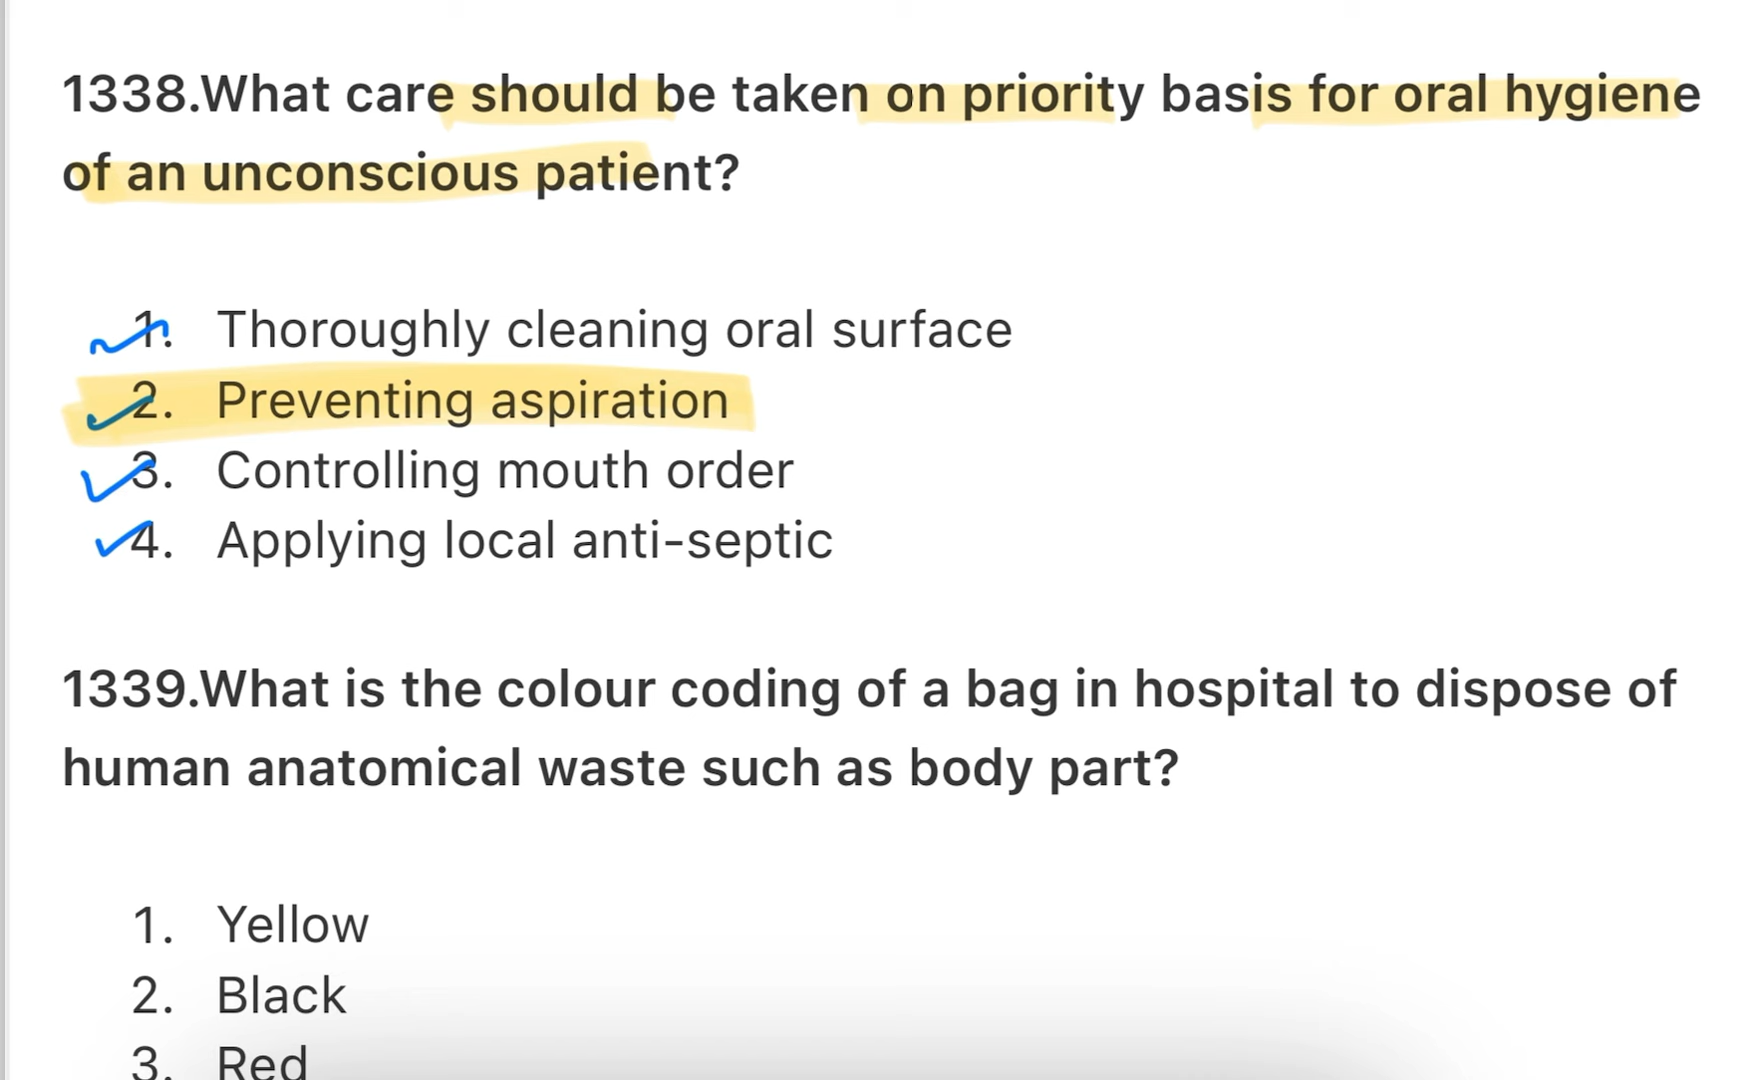 1338.What care should be taken on priority basis for oral hygiene
of an unconscious patient?
1. Thoroughly cleaning oral surface
2. Preventing aspiration
3. Controlling mouth order
4. Applying local anti-septic
1339.What is the colour coding of a bag in hospital to dispose of
human anatomical waste such as body part?
1. Yellow
2. Black
3. Red